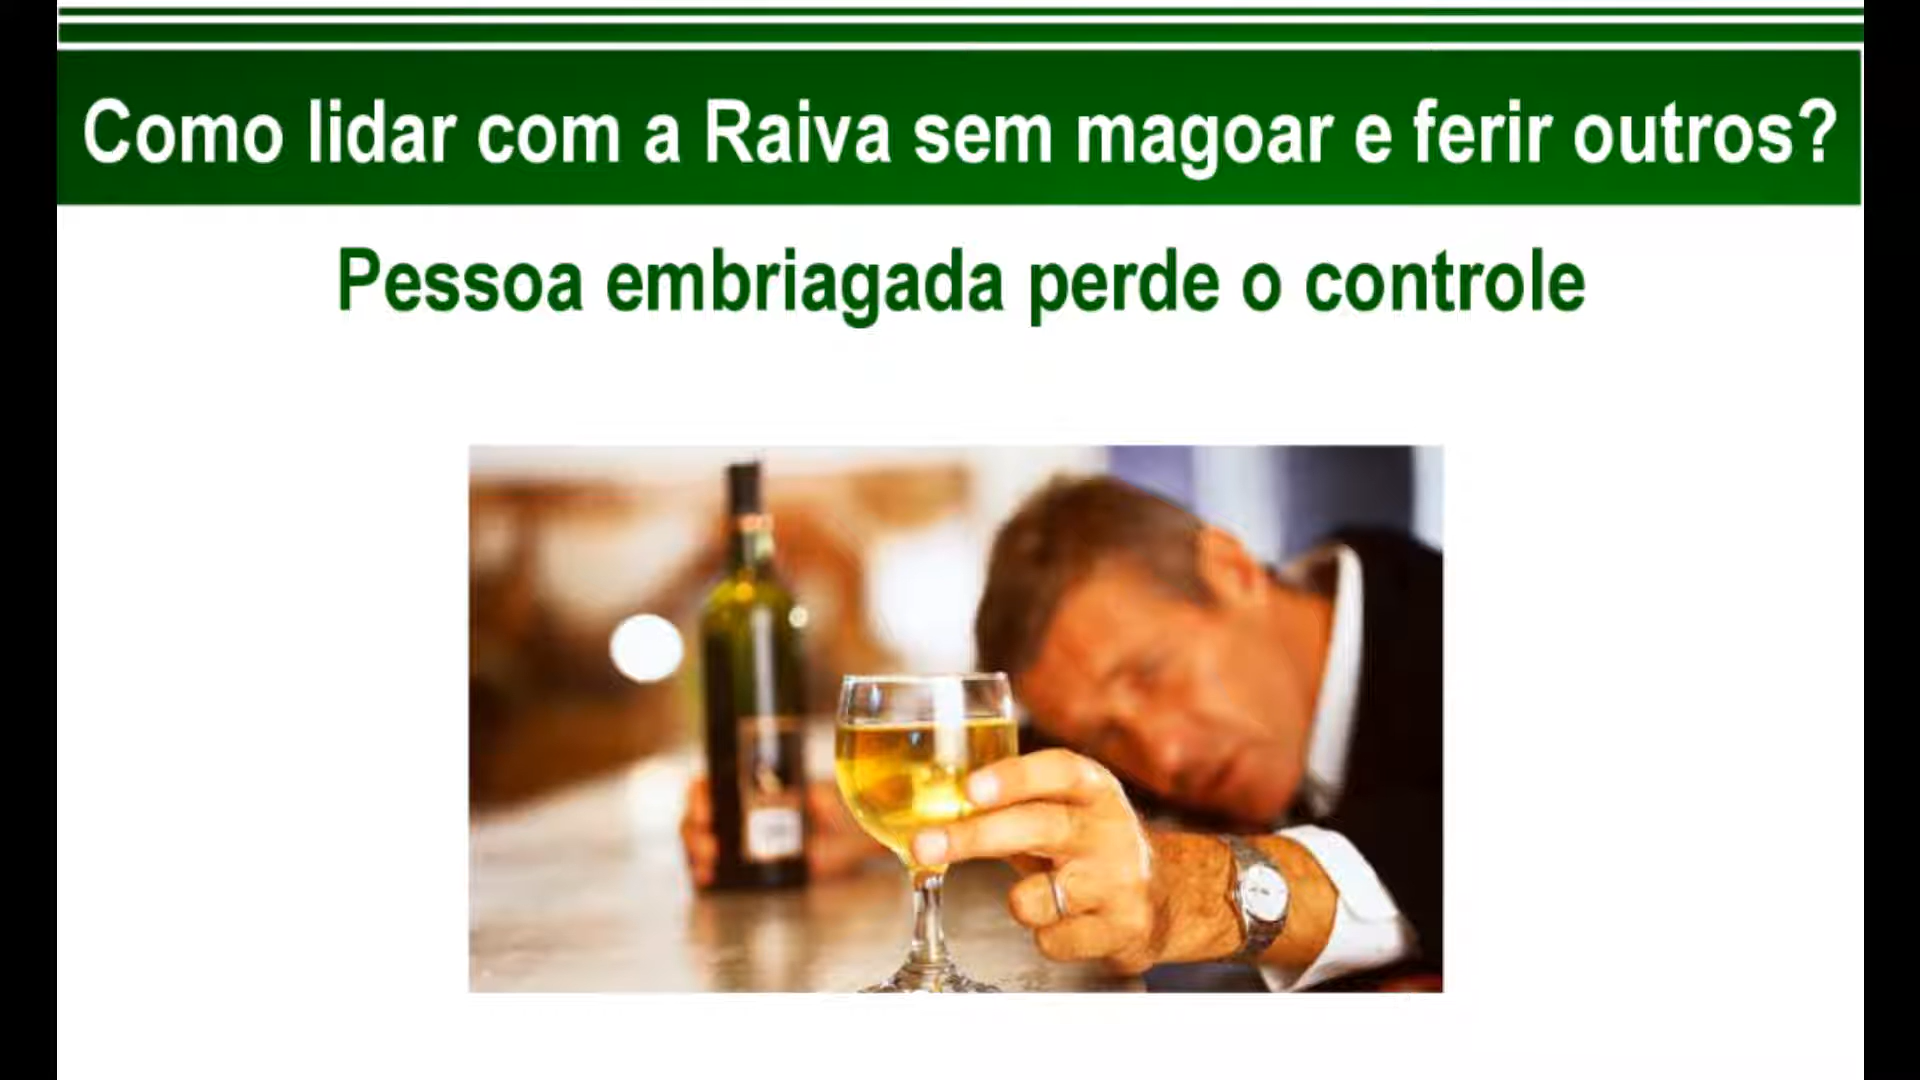 Como lidar com a Raiva sem magoar e ferir outros?
Pessoa embriagada perde o controle